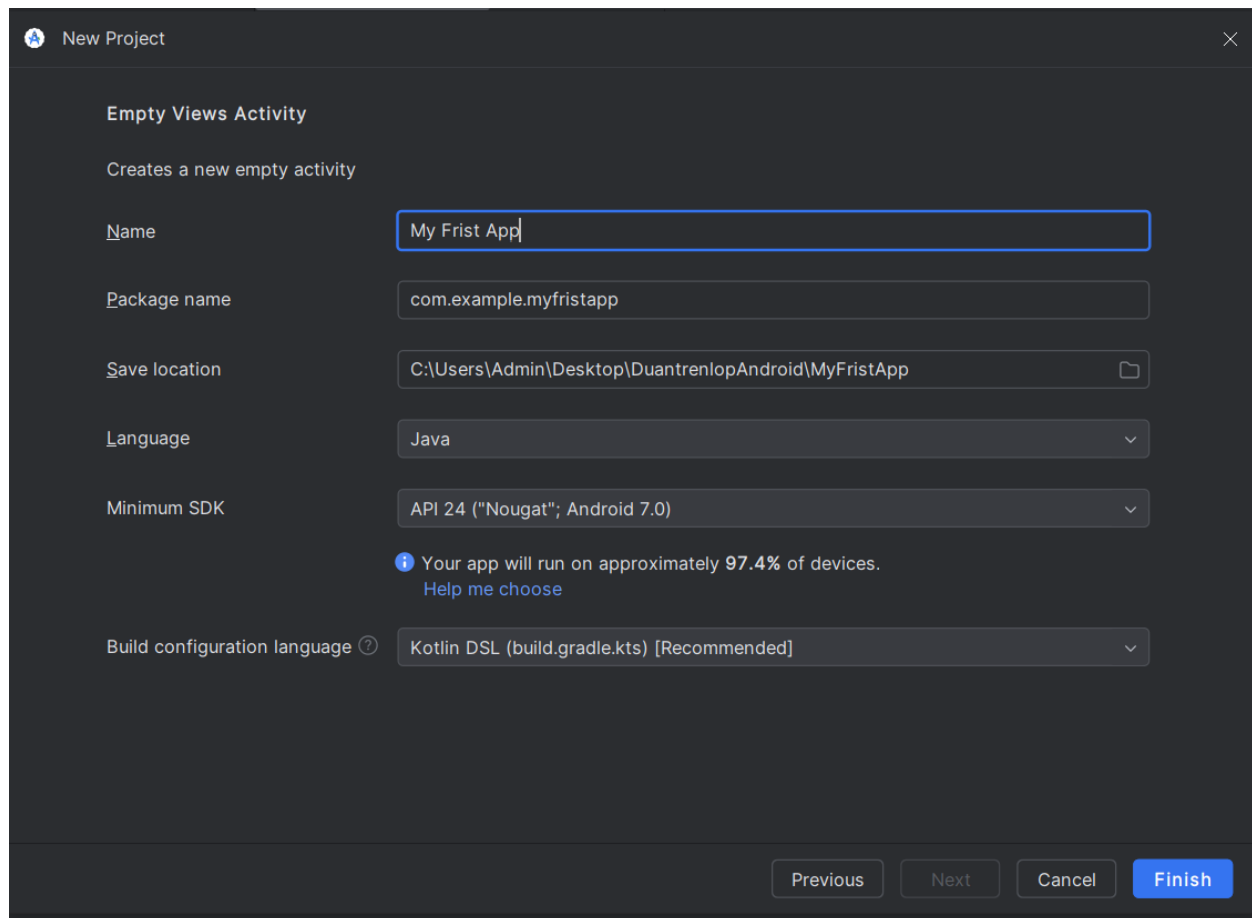 New Project
Empty Views Activity
Creates a new empty activity
Name
My Frist App
Package name
com.example.myfristapp
Save location
C:\Users\Admin\Desktop\DuantrenlopAndroid\MyFristApp
Language
Java
Minimum SDK
API 24 ("Nougat"; Android 7.0)
Your app will run on approximately 97.4% of devices.
Help me choose
Build configuration language ?
Kotlin DSL (build.gradle.kts) [Recommended]
Previous
Next
Cancel
Finish